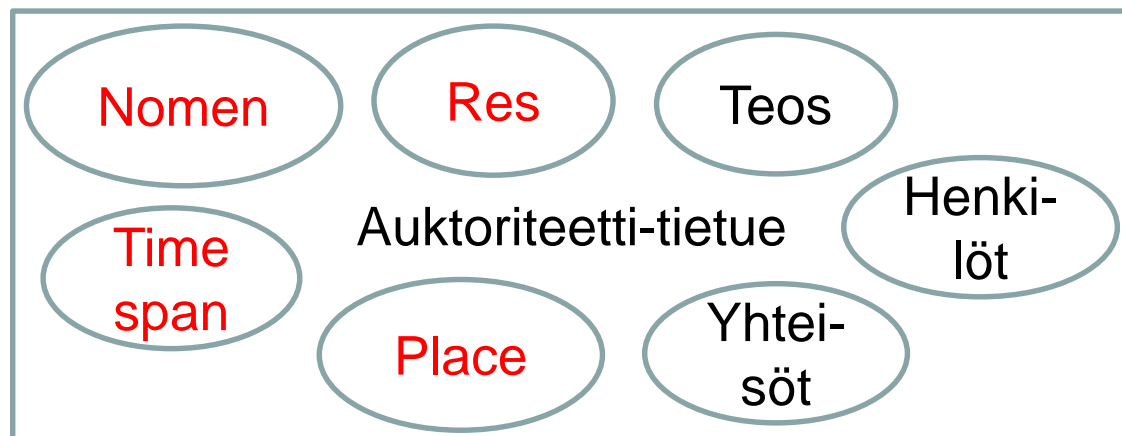 Nomen
Res
Teos
Henki-
löt
Auktoriteetti-tietue
Time
span
Place
Yhtei-
söt